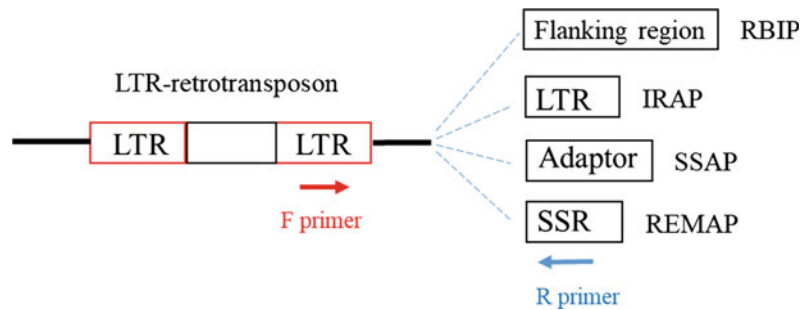 Flanking region RBIP
LTR-retrotransposon
LTR IRAP
LTR LTR
Adaptor SSAP
F primer
SSR REMAP
R primer